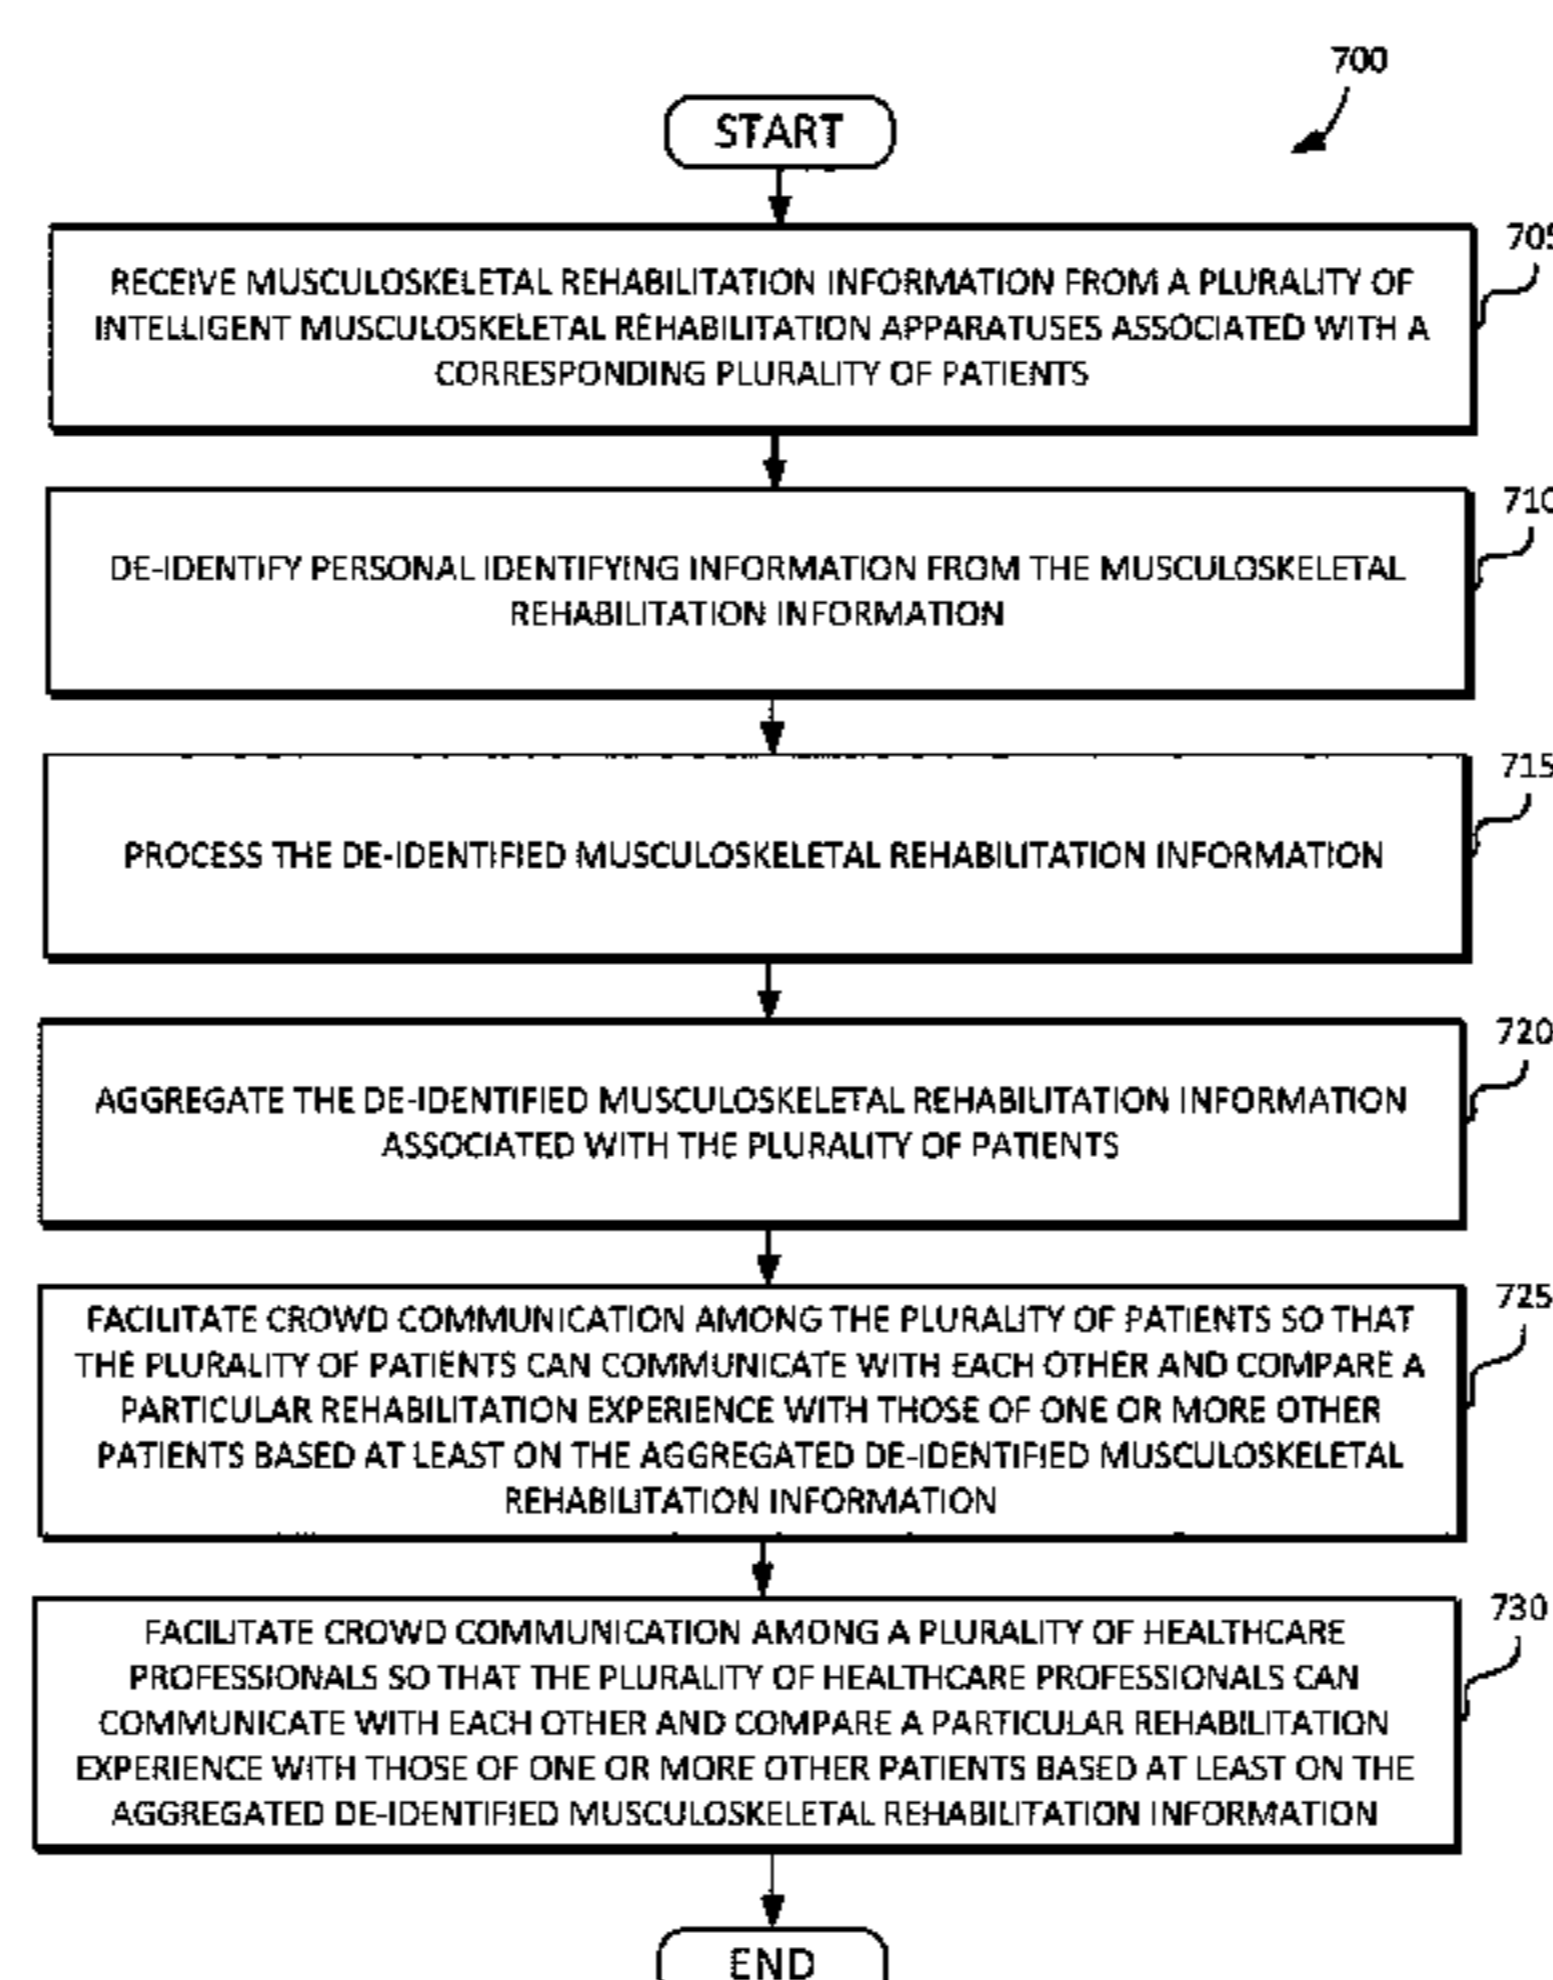 700
START
705
RECEIVE MUSCULOSKELETAL REHABILITATION INFORMATION FROM A PLURALITY OF
INTELLIGENT MUSCULOSKELETAL REHABILITATION APPARATUSES ASSOCIATED WITH A
CORRESPONDING PLURALITY OF PATIENTS
710
DE-IDENTIFY PERSONAL IDENTIFYING INFORMATION FROM THE MUSCULOSKELETAL
REHABILITATION INFORMATION
715
PROCESS THE DE-IDENTIFIED MUSCULOSKELETAL REHABILITATION INFORMATION
720
AGGREGATE THE DE-IDENTIFIED MUSCULOSKELETAL REHABILITATION INFORMATION
ASSOCIATED WITH THE PLURALITY OF PATIENTS
725
FACILITATE CROWD COMMUNICATION AMONG THE PLURALITY OF PATIENTS SO THAT
THE PLURALITY OF PATIENTS CAN COMMUNICATE WITH EACH OTHER AND COMPARE A
PARTICULAR REHABILITATION EXPERIENCE WITH THOSE OF ONE OR MORE OTHER
PATIENTS BASED AT LEAST ON THE AGGREGATED DE-IDENTIFIED MUSCULOSKELETAL
REHABILITATION INFORMATION
730
FACILITATE CROWD COMMUNICATION AMONG A PLURALITY OF HEALTHCARE
PROFESSIONALS SO THAT THE PLURALITY OF HEALTHCARE PROFESSIONALS CAN
COMMUNICATE WITH EACH OTHER AND COMPARE A PARTICULAR REHABILITATION
EXPERIENCE WITH THOSE OF ONE OR MORE OTHER PATIENTS BASED AT LEAST ON THE
AGGREGATED DE-IDENTIFIED MUSCULOSKELETAL REHABILITATION INFORMATION
END